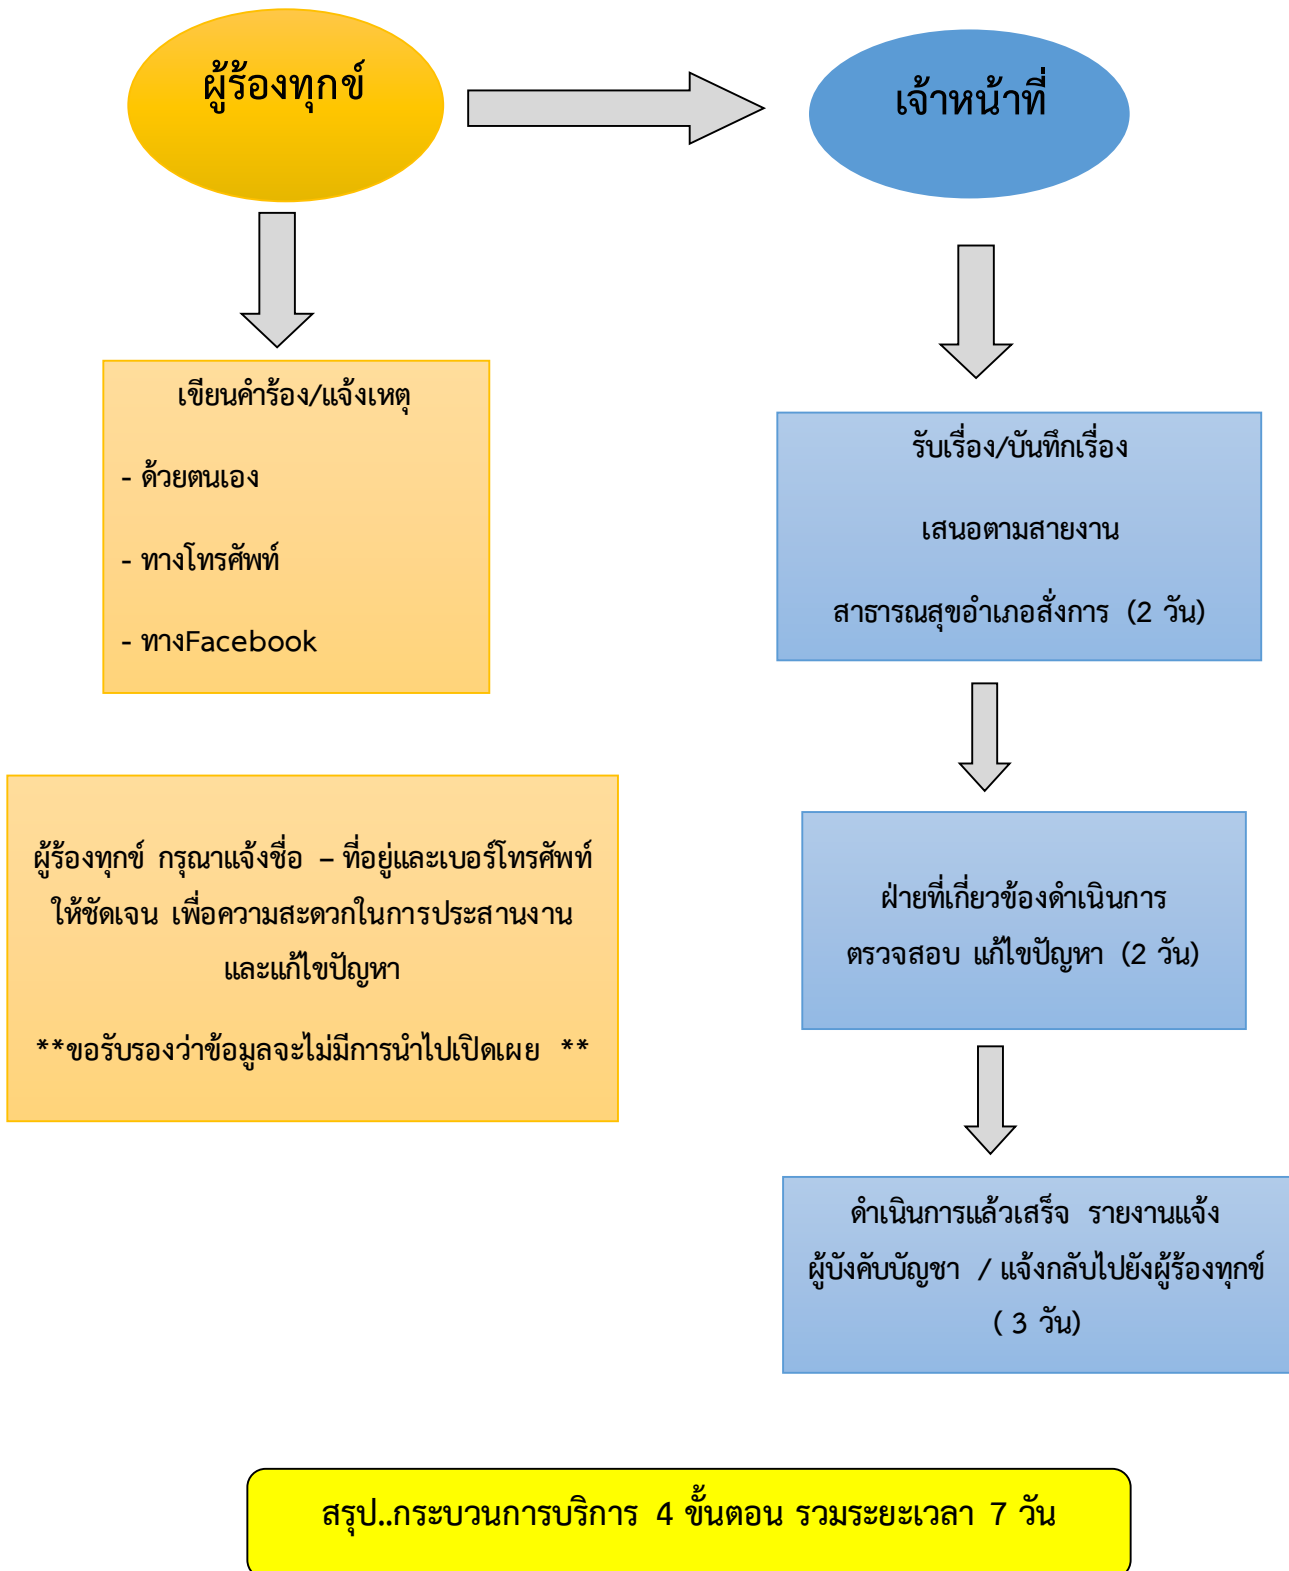 ผู้ร้องทุกข์
เจ้าหน้าที่
เขียนคำร้อง/แจ้งเหตุ
- ด้วยตนเอง
- ทางโทรศัพท์
- ทางFacebook
รับเรื่อง/บันทึกเรื่อง
เสนอตามสายงาน
สาธารณสุขอำเภอสั่งการ (2 วัน)
ผู้ร้องทุกข์ กรุณาแจ้งชื่อ – ที่อยู่และเบอร์โทรศัพท์
ให้ชัดเจน เพื่อความสะดวกในการประสานงาน
และแก้ไขปัญหา
**ขอรับรองว่าข้อมูลจะไม่มีการนำไปเปิดเผย **
ฝ่ายที่เกี่ยวข้องดำเนินการ
ตรวจสอบ แก้ไขปัญหา (2 วัน)
ดำเนินการแล้วเสร็จ รายงานแจ้ง
ผู้บังคับบัญชา / แจ้งกลับไปยังผู้ร้องทุกข์
( 3 วัน)
สรุป..กระบวนการบริการ 4 ขั้นตอน รวมระยะเวลา 7 วัน